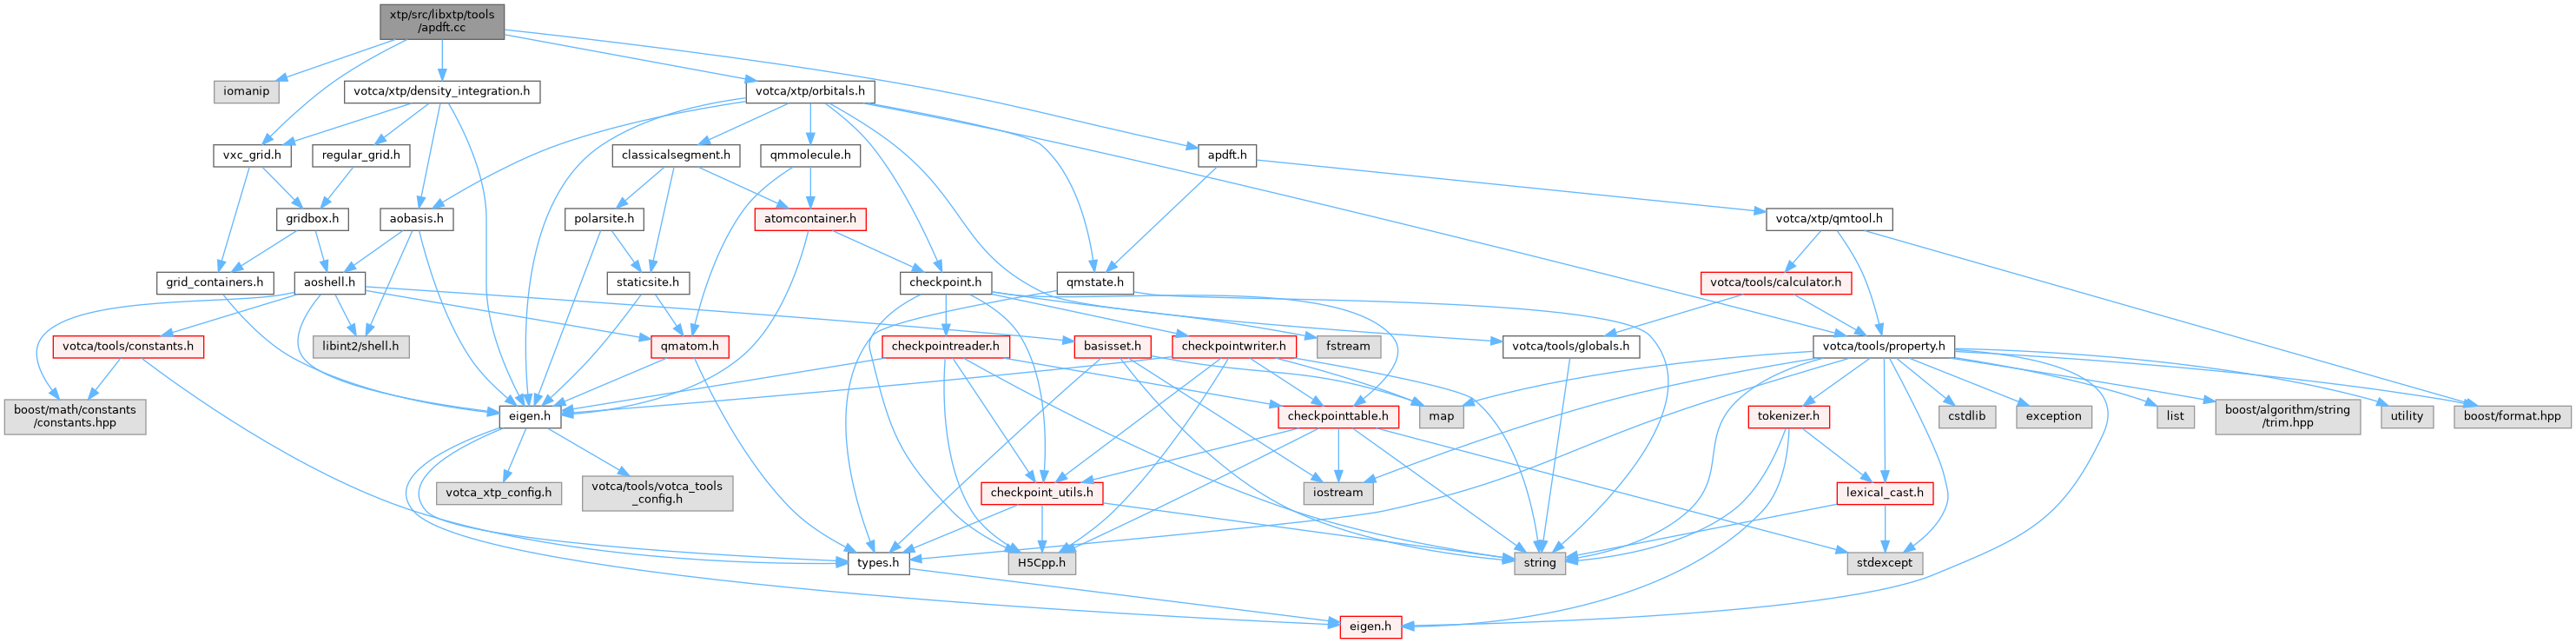 xtp/src/libxtp/tools
/apdft.cc
iomanip
votca/xtp/density_integration.h
votca/xtp/orbitals.h
vxc_grid.h
regular_grid.h
classicalsegment.h
qmmolecule.h
apdft.h
gridbox.h
aobasis.h
polarsite.h
atomcontainer.h
votca/xtp/qmtool.h
grid_containers.h
aoshell.h
staticsite.h
checkpoint.h
qmstate.h
votca/tools/calculator.h
votca/tools/constants.h
libint2/shell.h
qmatom.h
checkpointreader.h
basisset.h
checkpointwriter.h
fstream
votca/tools/globals.h
votca/tools/property.h
boost/math/constants
/constants.hpp
eigen.h
checkpointtable.h
map
tokenizer.h
cstdlib
exception
list
boost/algorithm/string
/trim.hpp
utility
boost/format.hpp
votca_xtp_config.h
votca/tools/votca_tools
_config.h
checkpoint_utils.h
iostream
lexical_cast.h
types.h
H5Cpp.h
string
stdexcept
eigen.h